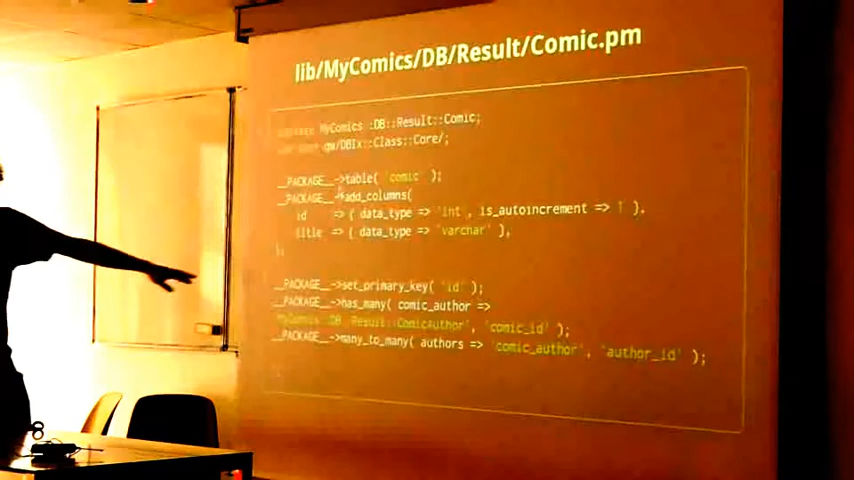 lib/MyComics/DB/Result/Comic.pm
package MyComics::DB::Result::Comic;
qw/DBIx::Class::Core/;
__PACKAGE__->table( 'comic' );
__PACKAGE__->add_columns(
id => { data_type => 'int', is_autoincrement => 1 },
title => { data_type => 'varchar' },
);
__PACKAGE__->set_primary_key( 'id' );
__PACKAGE__->has_many( comic_author =>
'MyComics::DB::Result::ComicAuthor', 'comic_id' );
__PACKAGE__->many_to_many( authors => 'comic_author', 'author_id' );